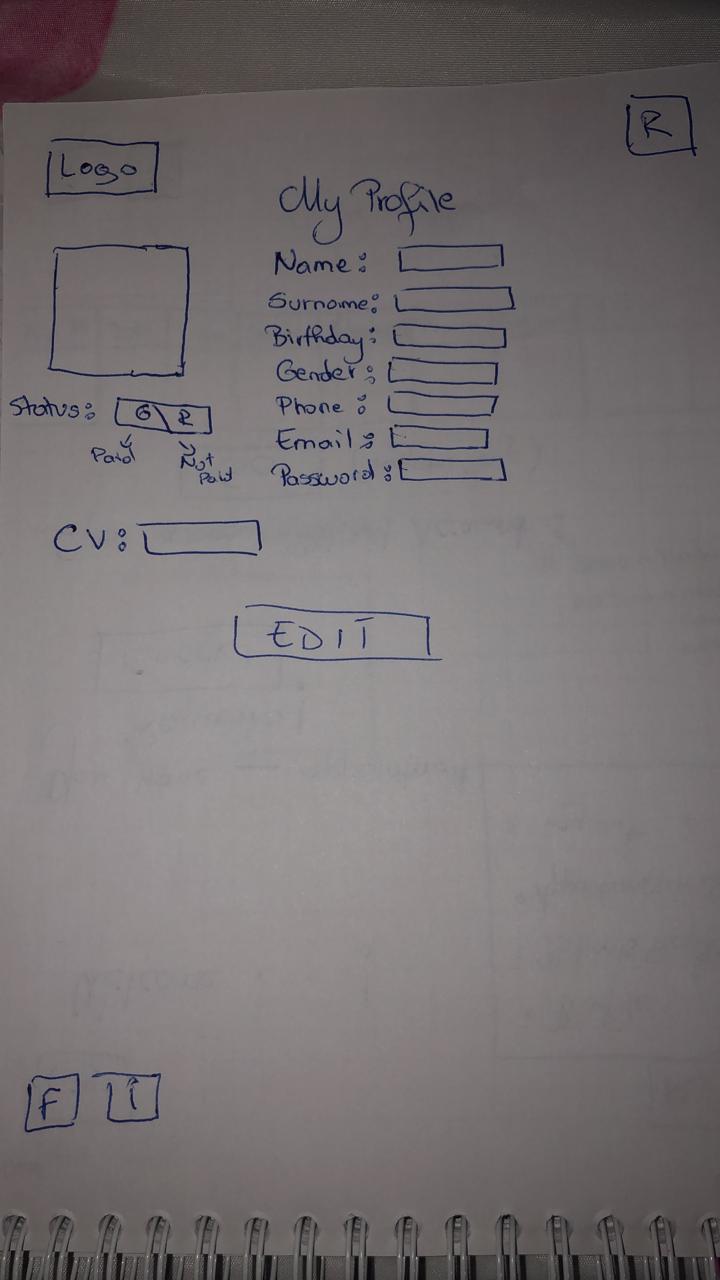 R
Logo
My Profile
Name:
Surname:
Birthday:
Gender:
Phone:
Email:
Password:
Status: G R
Paid Not Paid
CV:
EDIT
F I